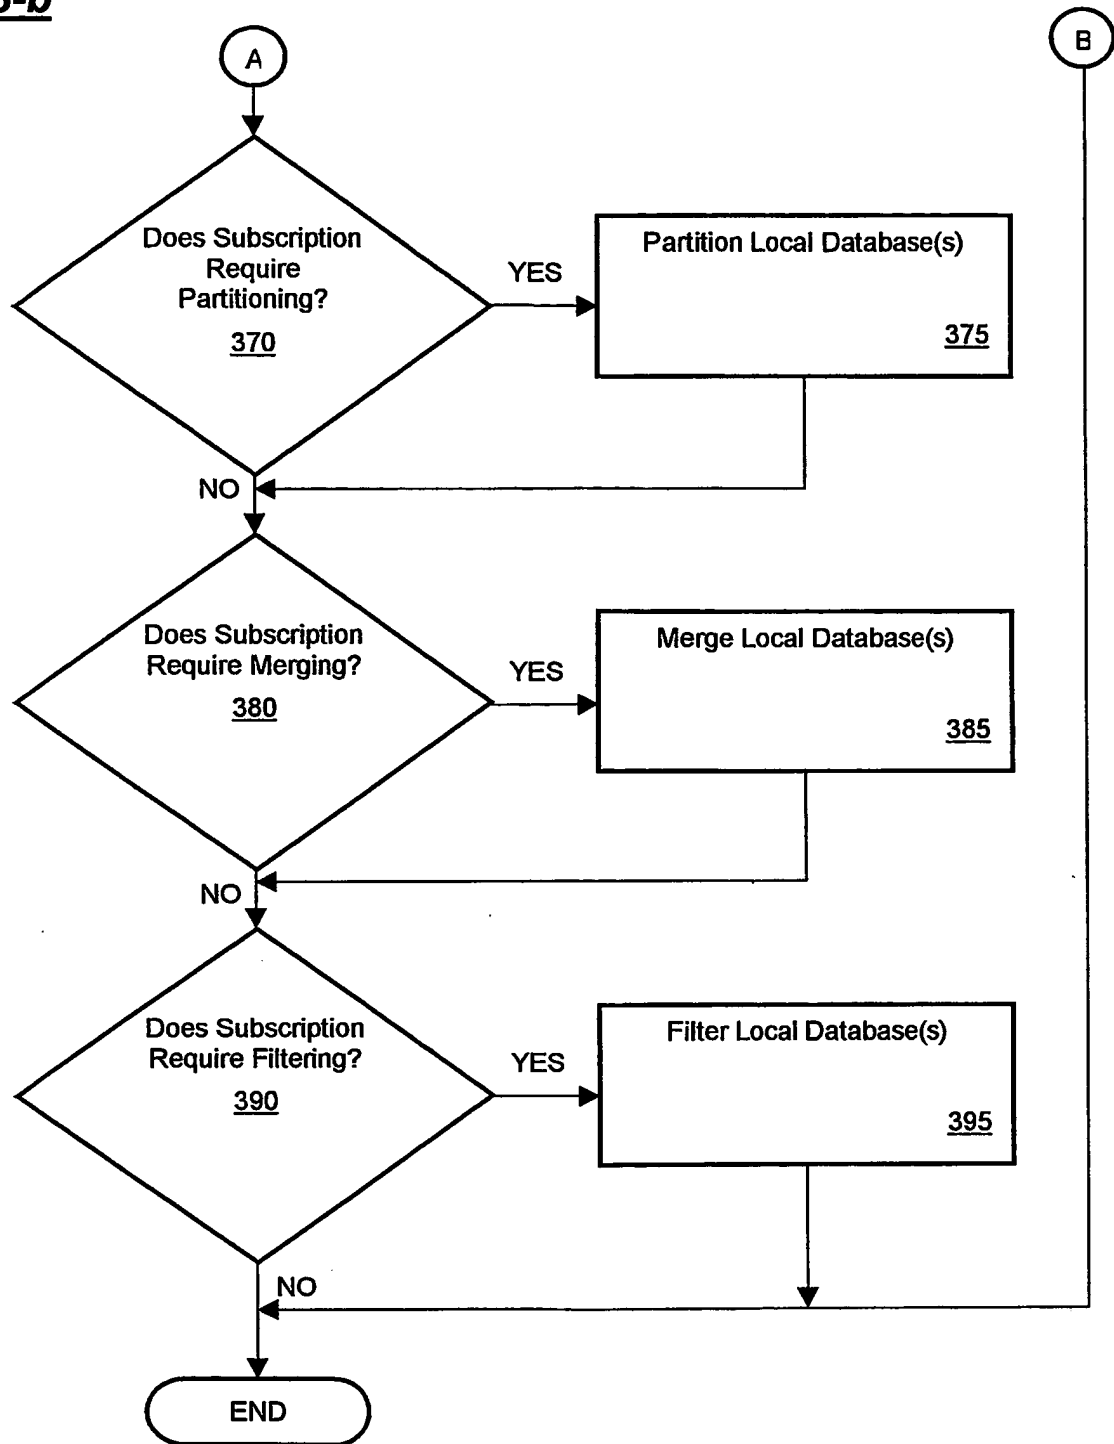 A
B
Does Subscription
Require
Partitioning?
370
YES
Partition Local Database(s)
375
NO
Does Subscription
Require Merging?
380
YES
Merge Local Database(s)
385
NO
Does Subscription
Require Filtering?
390
YES
Filter Local Database(s)
395
NO
END